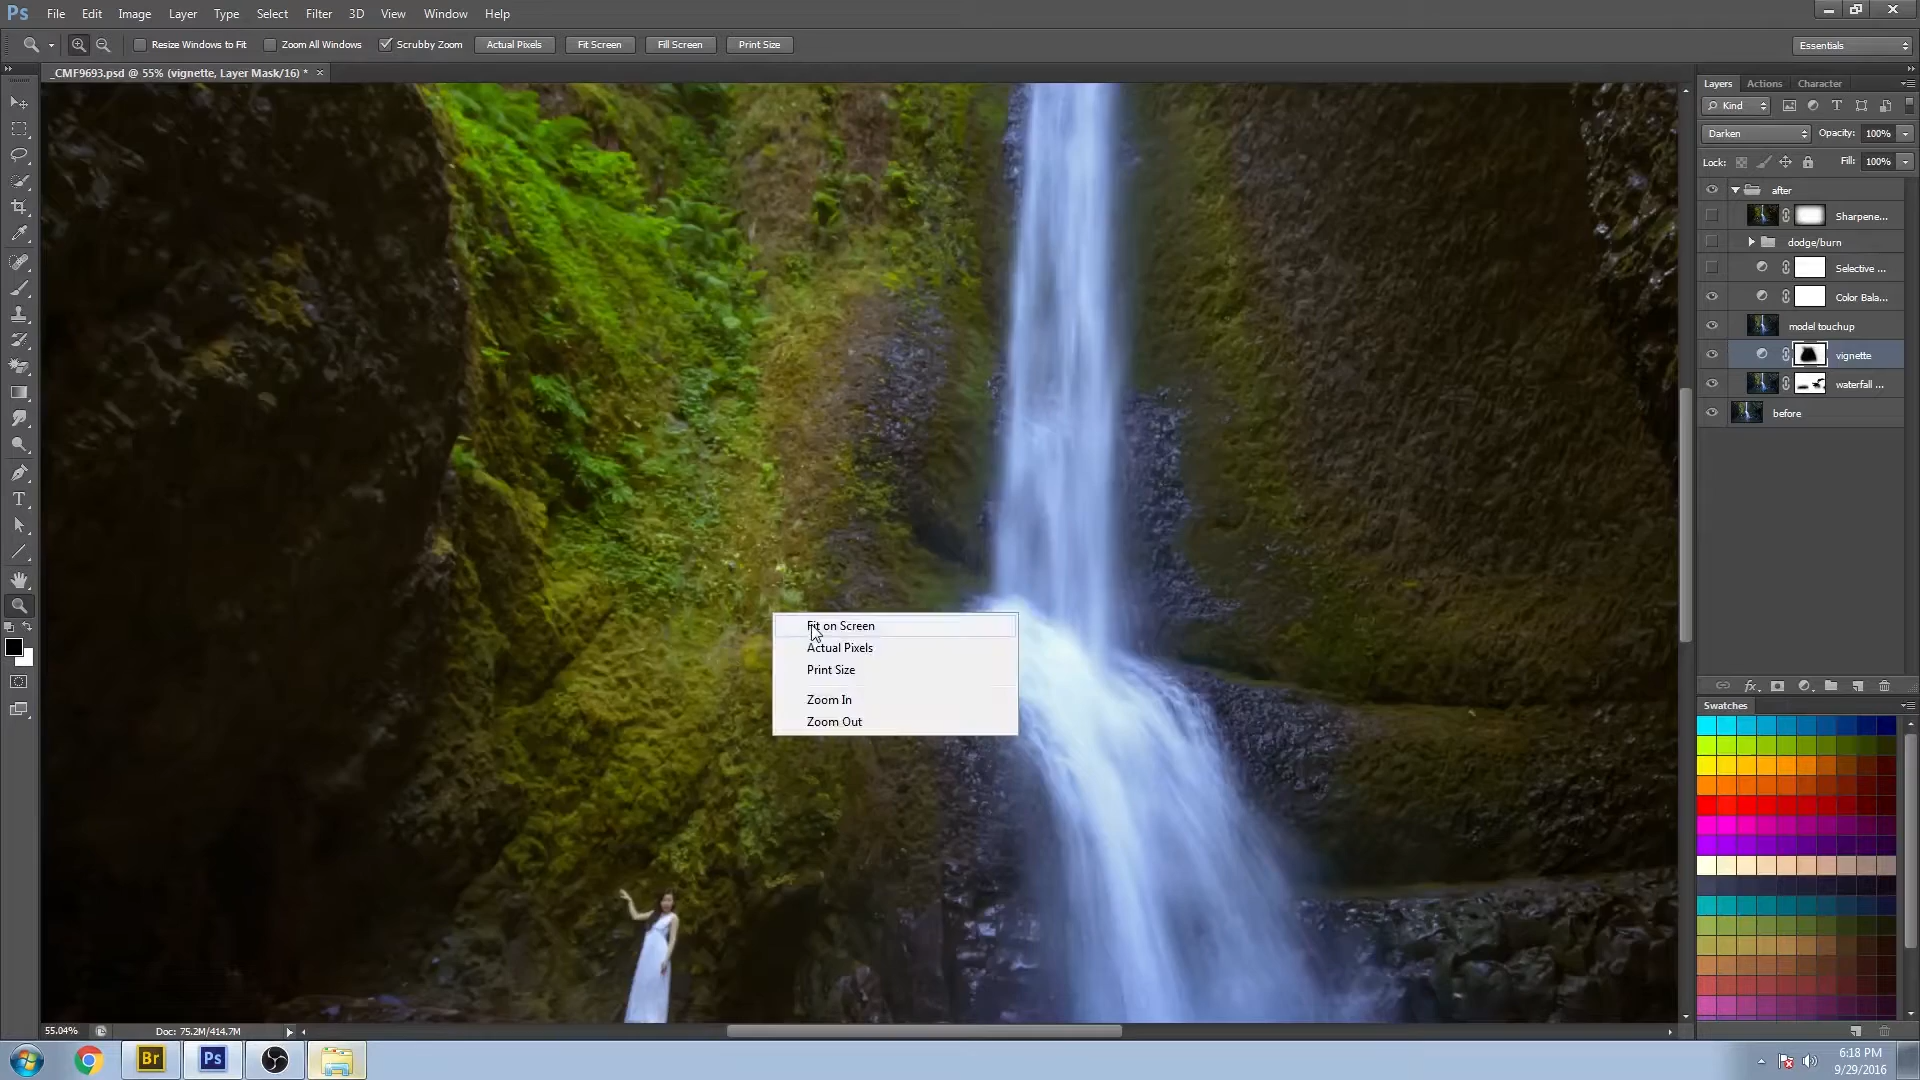 Ps File Edit Image Layer Type Select Filter 3D View Window Help
Resize Windows to Fit Zoom All Windows Scrubby Zoom Actual Pixels Fit Screen Fill Screen Print Size Essentials
_CMF9693.psd @ 55% (vignette, Layer Mask/16) * ×
Layers Actions Character
Kind
Darken Opacity: 100%
Lock: Fill: 100%
after
Sharpene...
dodge/burn
Selective ...
Color Bala...
model touchup
vignette
waterfall ...
before
Fit on Screen
Actual Pixels
Print Size
Zoom In
Zoom Out
Swatches
55.04% Doc: 75.2M/414.7M
Br Ps
6:18 PM
9/29/2016